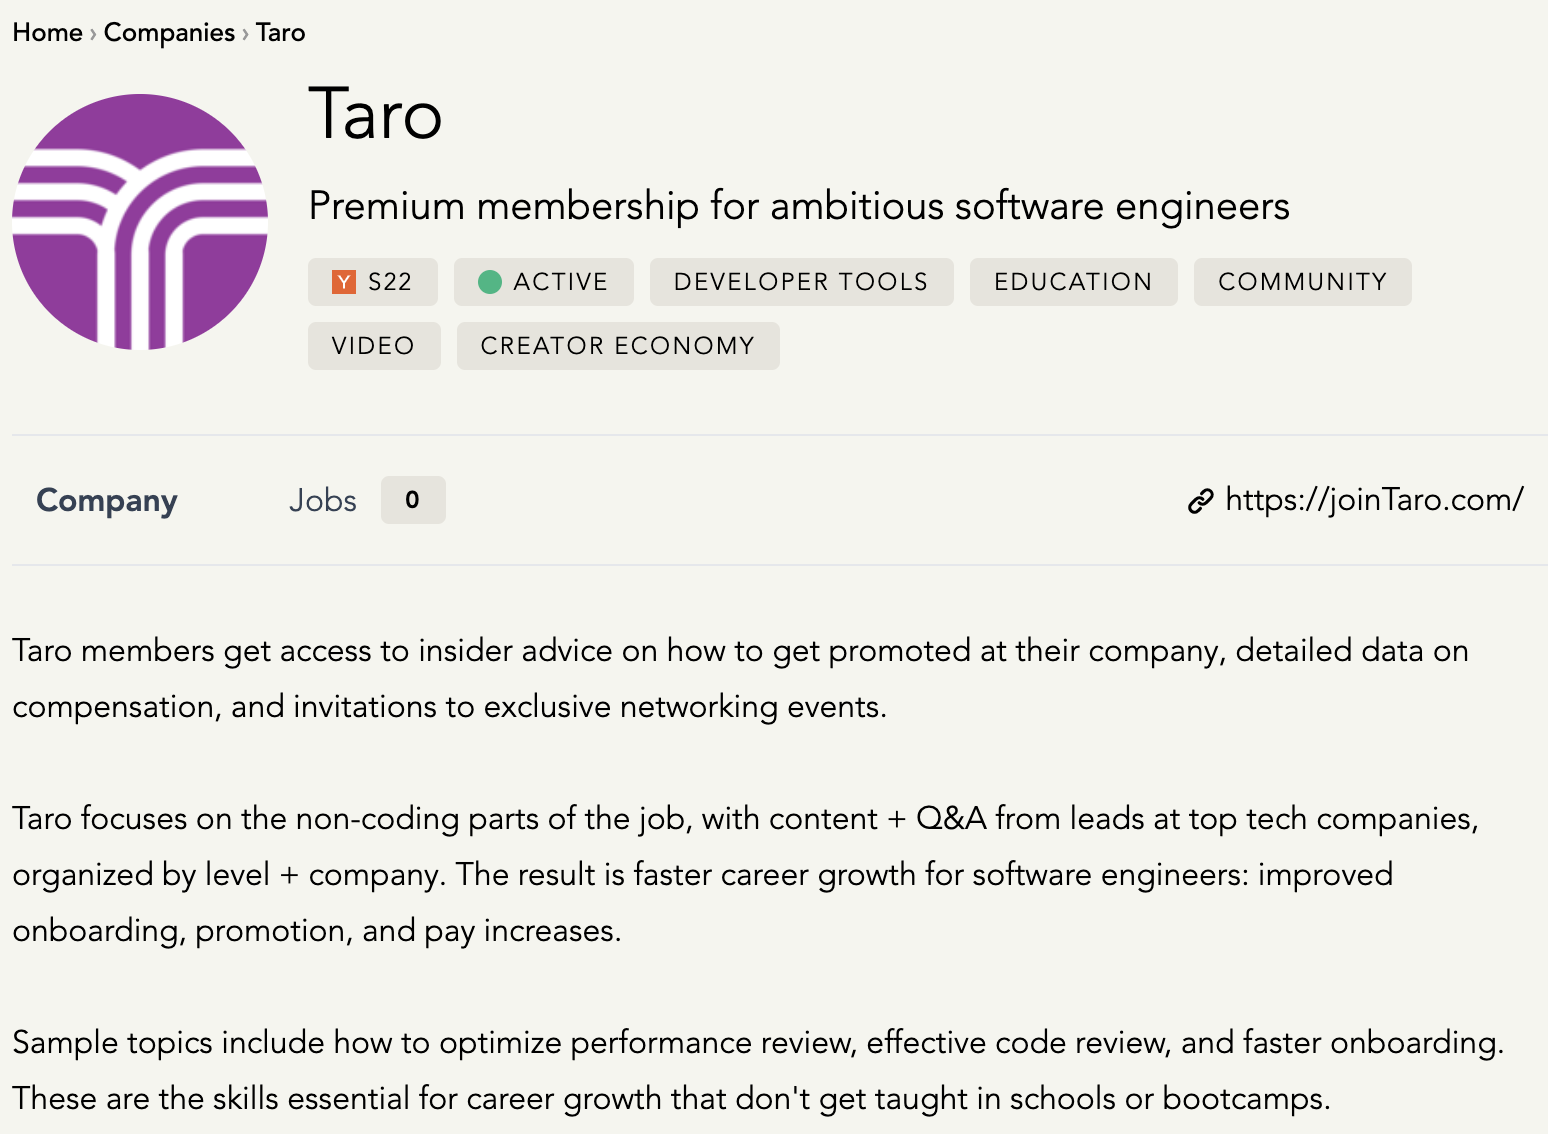 Home › Companies › Taro
Taro
Premium membership for ambitious software engineers
Y S22 ACTIVE DEVELOPER TOOLS EDUCATION COMMUNITY
VIDEO CREATOR ECONOMY
Company Jobs 0 https://joinTaro.com/
Taro members get access to insider advice on how to get promoted at their company, detailed data on
compensation, and invitations to exclusive networking events.
Taro focuses on the non-coding parts of the job, with content + Q&A from leads at top tech companies,
organized by level + company. The result is faster career growth for software engineers: improved
onboarding, promotion, and pay increases.
Sample topics include how to optimize performance review, effective code review, and faster onboarding.
These are the skills essential for career growth that don't get taught in schools or bootcamps.